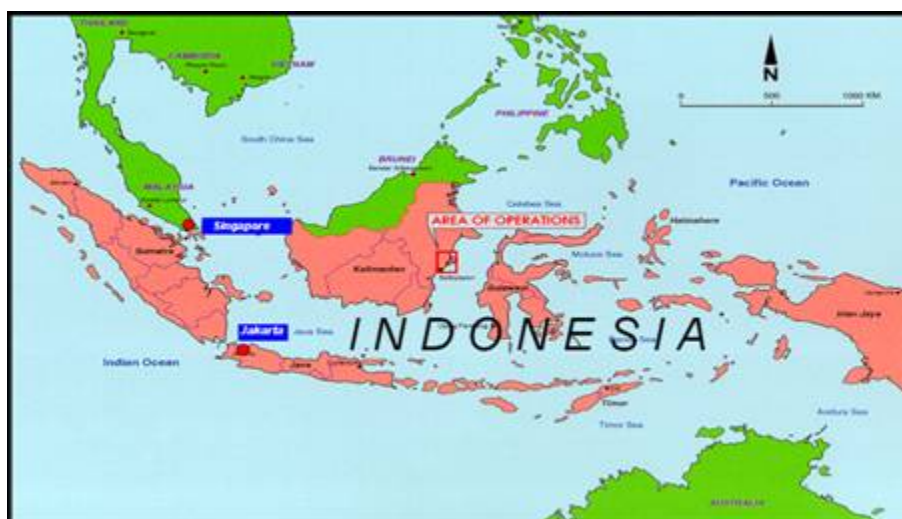 THAILAND
CAMBODIA
VIETNAM
N
0 500 1000 KM
PHILIPPINE
South China Sea
BRUNEI
MALAYSIA
Pacific Ocean
Celebes Sea
Singapore
AREA OF OPERATIONS
Halmahera
Sumatra
Moluca Sea
Kalimantan
Sulawesi
Irian Jaya
INDONESIA
Jakarta
Java Sea
Indian Ocean
Java
Timor
Arafura Sea
Timor Sea
AUSTRALIA